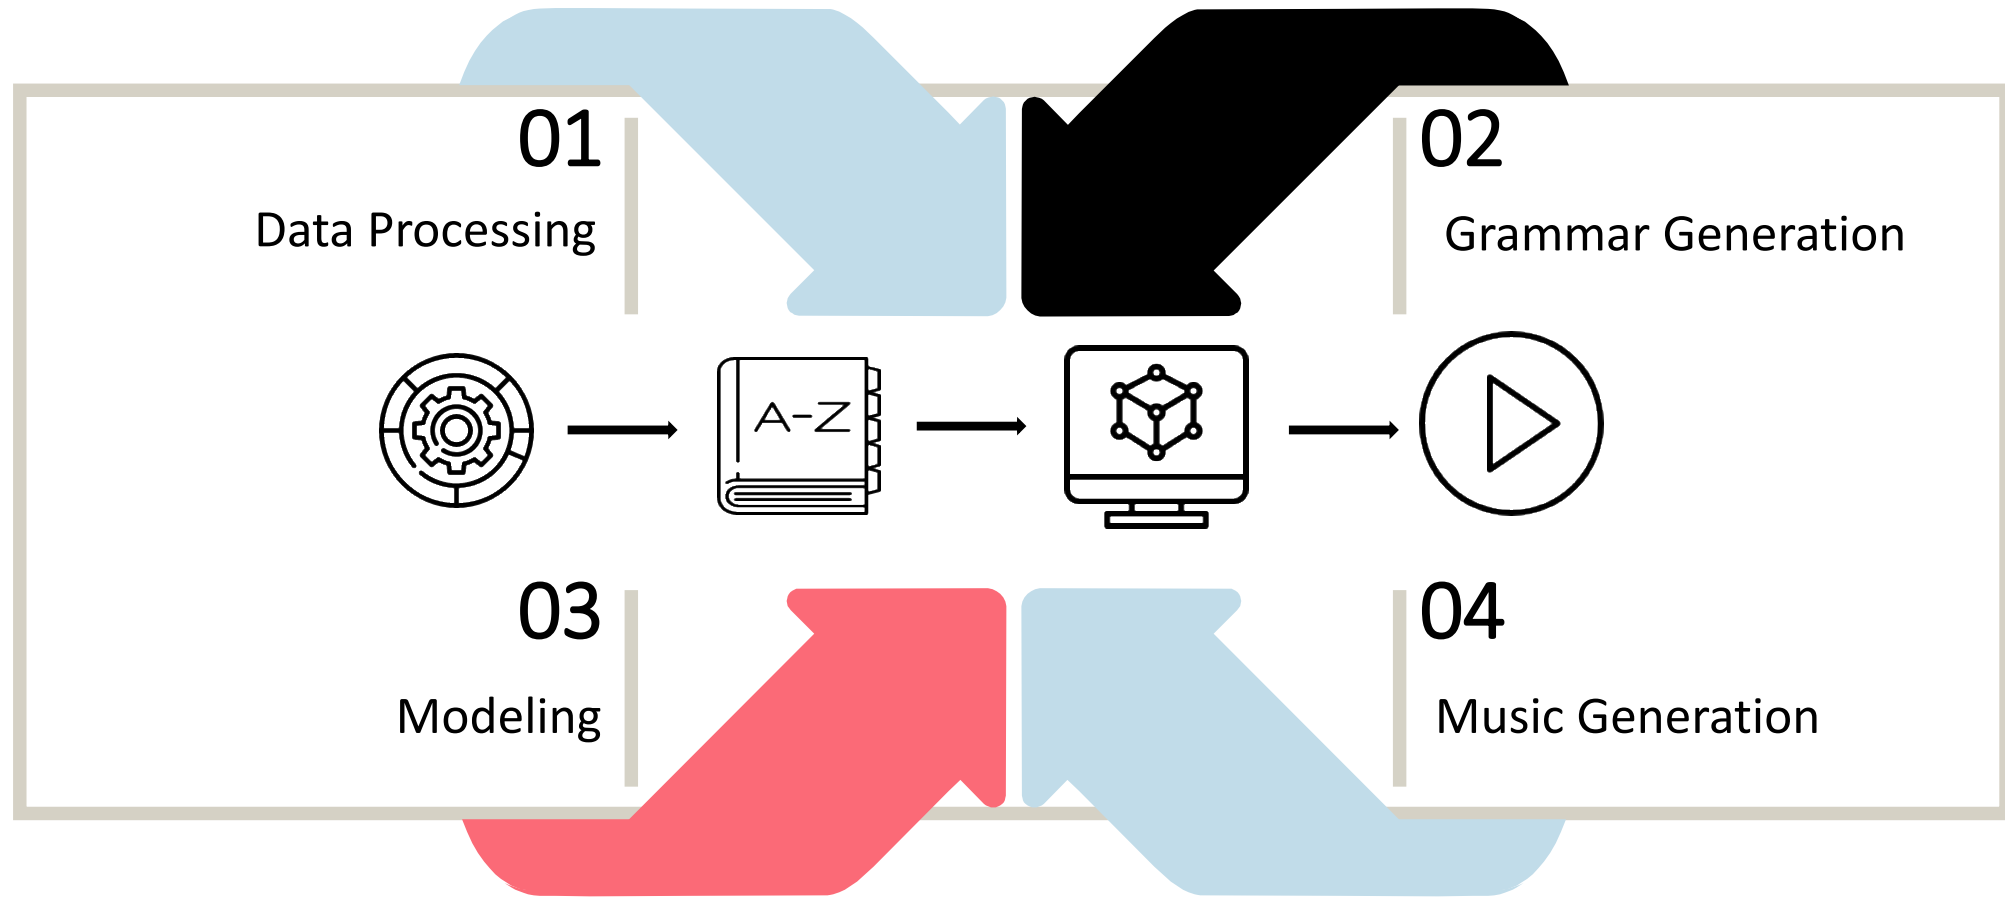 01
Data Processing
02
Grammar Generation
A-Z
03
Modeling
04
Music Generation